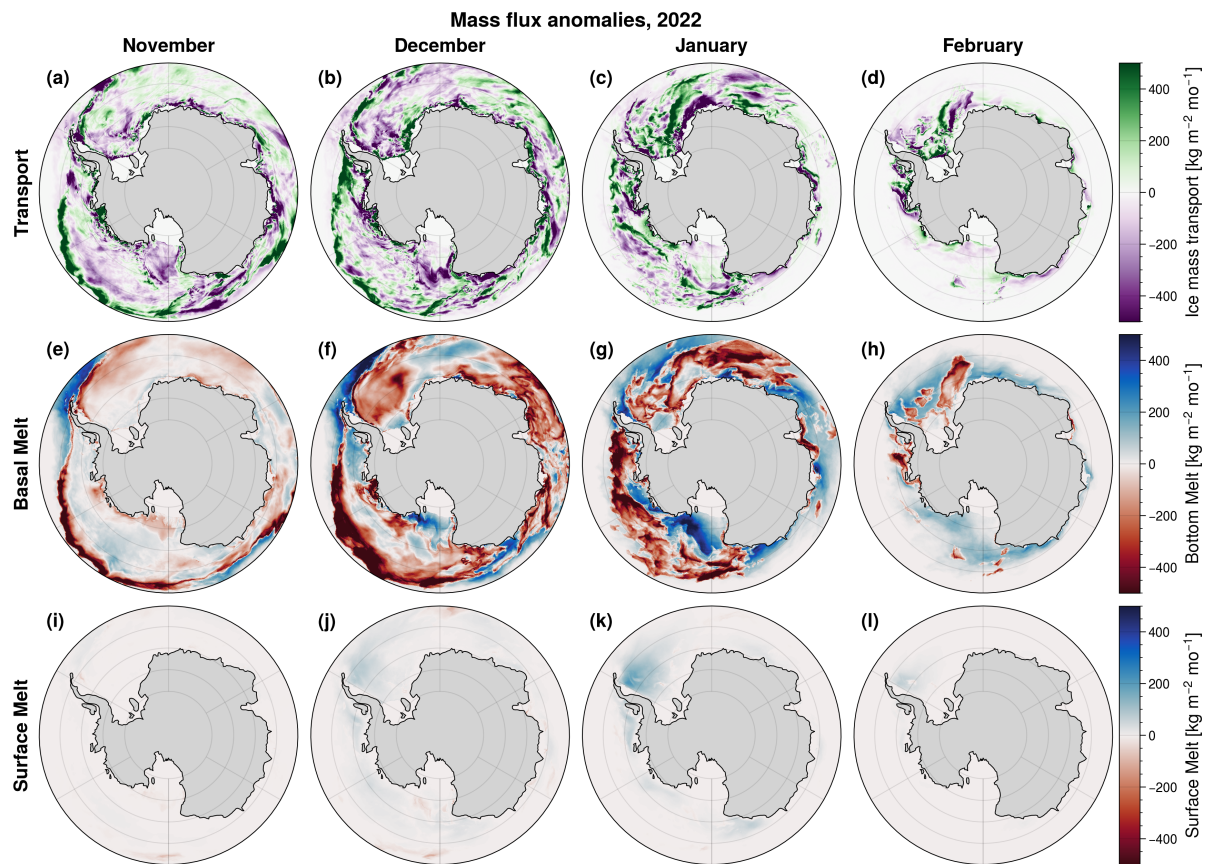 Mass flux anomalies, 2022
November
December
January
February
Transport
(a)
(b)
(c)
(d)
400
200
0
−200
−400
Ice mass transport [kg m⁻² mo⁻¹]
Basal Melt
(e)
(f)
(g)
(h)
400
200
0
−200
−400
Bottom Melt [kg m⁻² mo⁻¹]
Surface Melt
(i)
(j)
(k)
(l)
400
200
0
−200
−400
Surface Melt [kg m⁻² mo⁻¹]